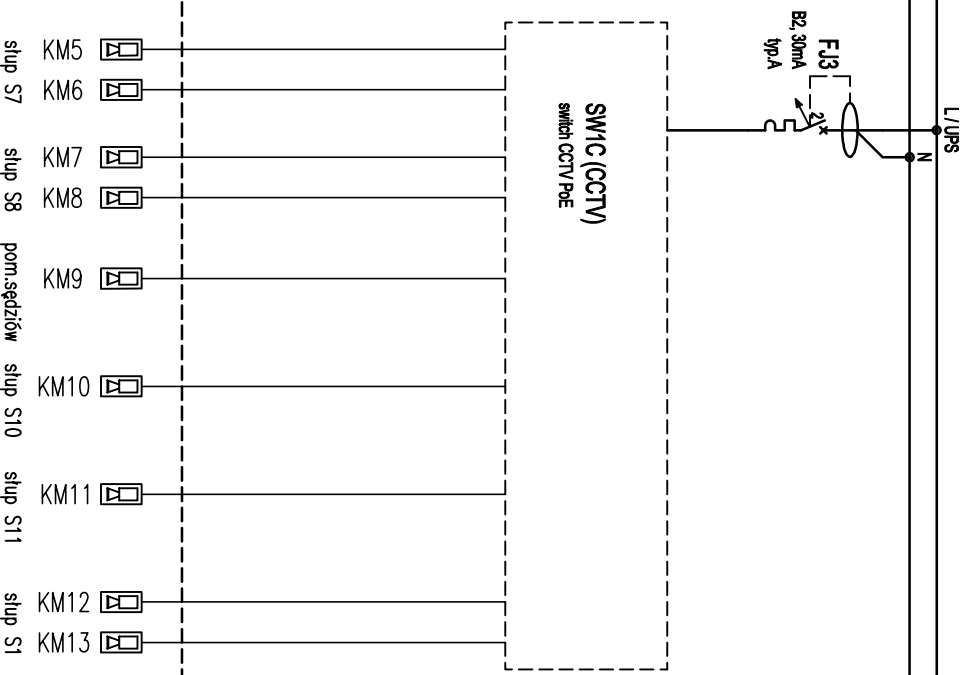 L / UPS
N
FJ3
B2, 30mA
typ.A
2
SW1C (CCTV)
switch CCTV PoE
KM5
KM6
KM7
KM8
KM9
KM10
KM11
KM12
KM13
słup S7
słup S8
pom.sędziów
słup S10
słup S11
słup S1